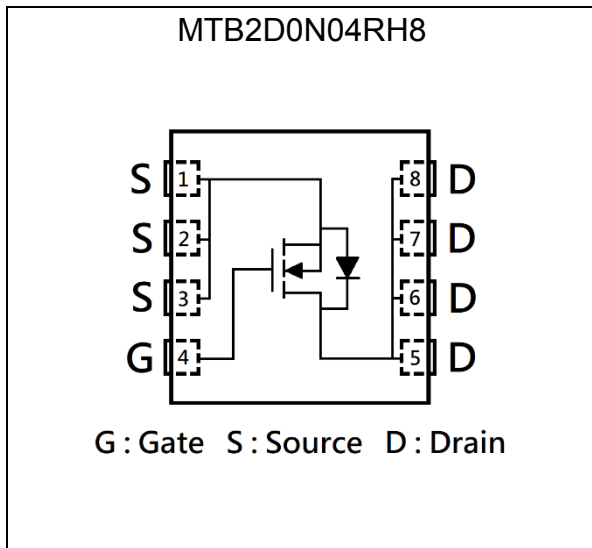 MTB2D0N04RH8
S 1 8 D
S 2 7 D
S 3 6 D
G 4 5 D
G : Gate S : Source D : Drain